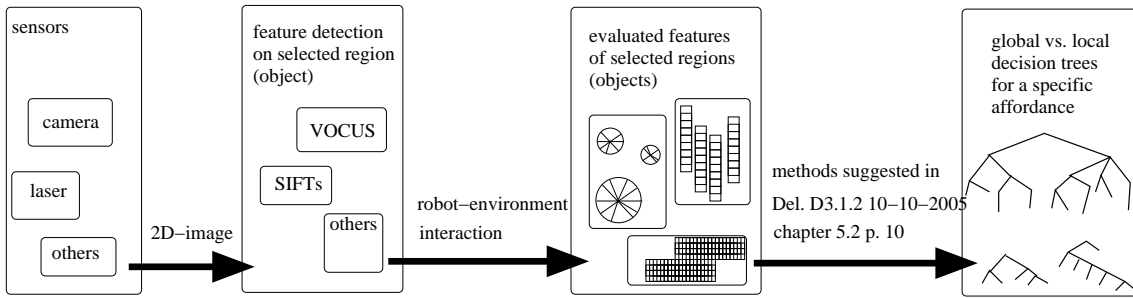 sensors
camera
laser
others
2D−image
feature detection
on selected region
(object)
VOCUS
SIFTs
others
robot−environment
interaction
evaluated features
of selected regions
(objects)
methods suggested in
Del. D3.1.2 10−10−2005
chapter 5.2 p. 10
global vs. local
decision trees
for a specific
affordance